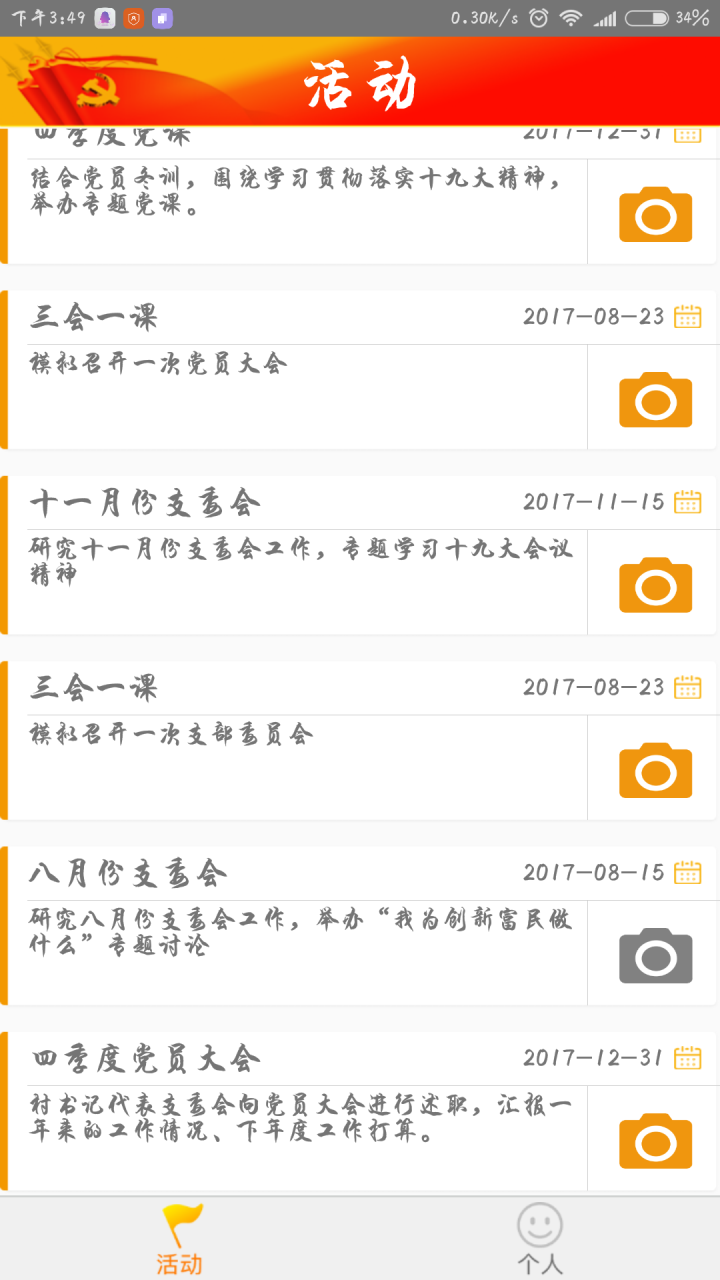 下午3:49
0.30K/s
34%
活动
四季度党课
2017-12-31
结合党员冬训，围绕学习贯彻落实十九大精神，
举办专题党课。
三会一课
2017-08-23
模拟召开一次党员大会
十一月份支委会
2017-11-15
研究十一月份支委会工作，专题学习十九大会议
精神
三会一课
2017-08-23
模拟召开一次支部委员会
八月份支委会
2017-08-15
研究八月份支委会工作，举办“我为创新富民做
什么”专题讨论
四季度党员大会
2017-12-31
村书记代表支委会向党员大会进行述职，汇报一
年来的工作情况、下年度工作打算。
活动
个人